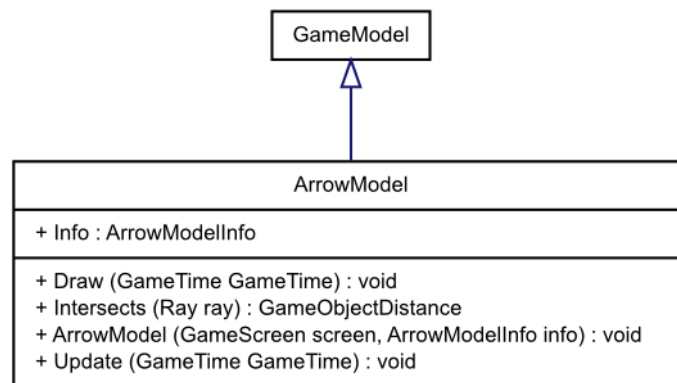 GameModel
ArrowModel
+ Info : ArrowModelInfo
+ Draw (GameTime GameTime) : void
+ Intersects (Ray ray) : GameObjectDistance
+ ArrowModel (GameScreen screen, ArrowModelInfo info) : void
+ Update (GameTime GameTime) : void